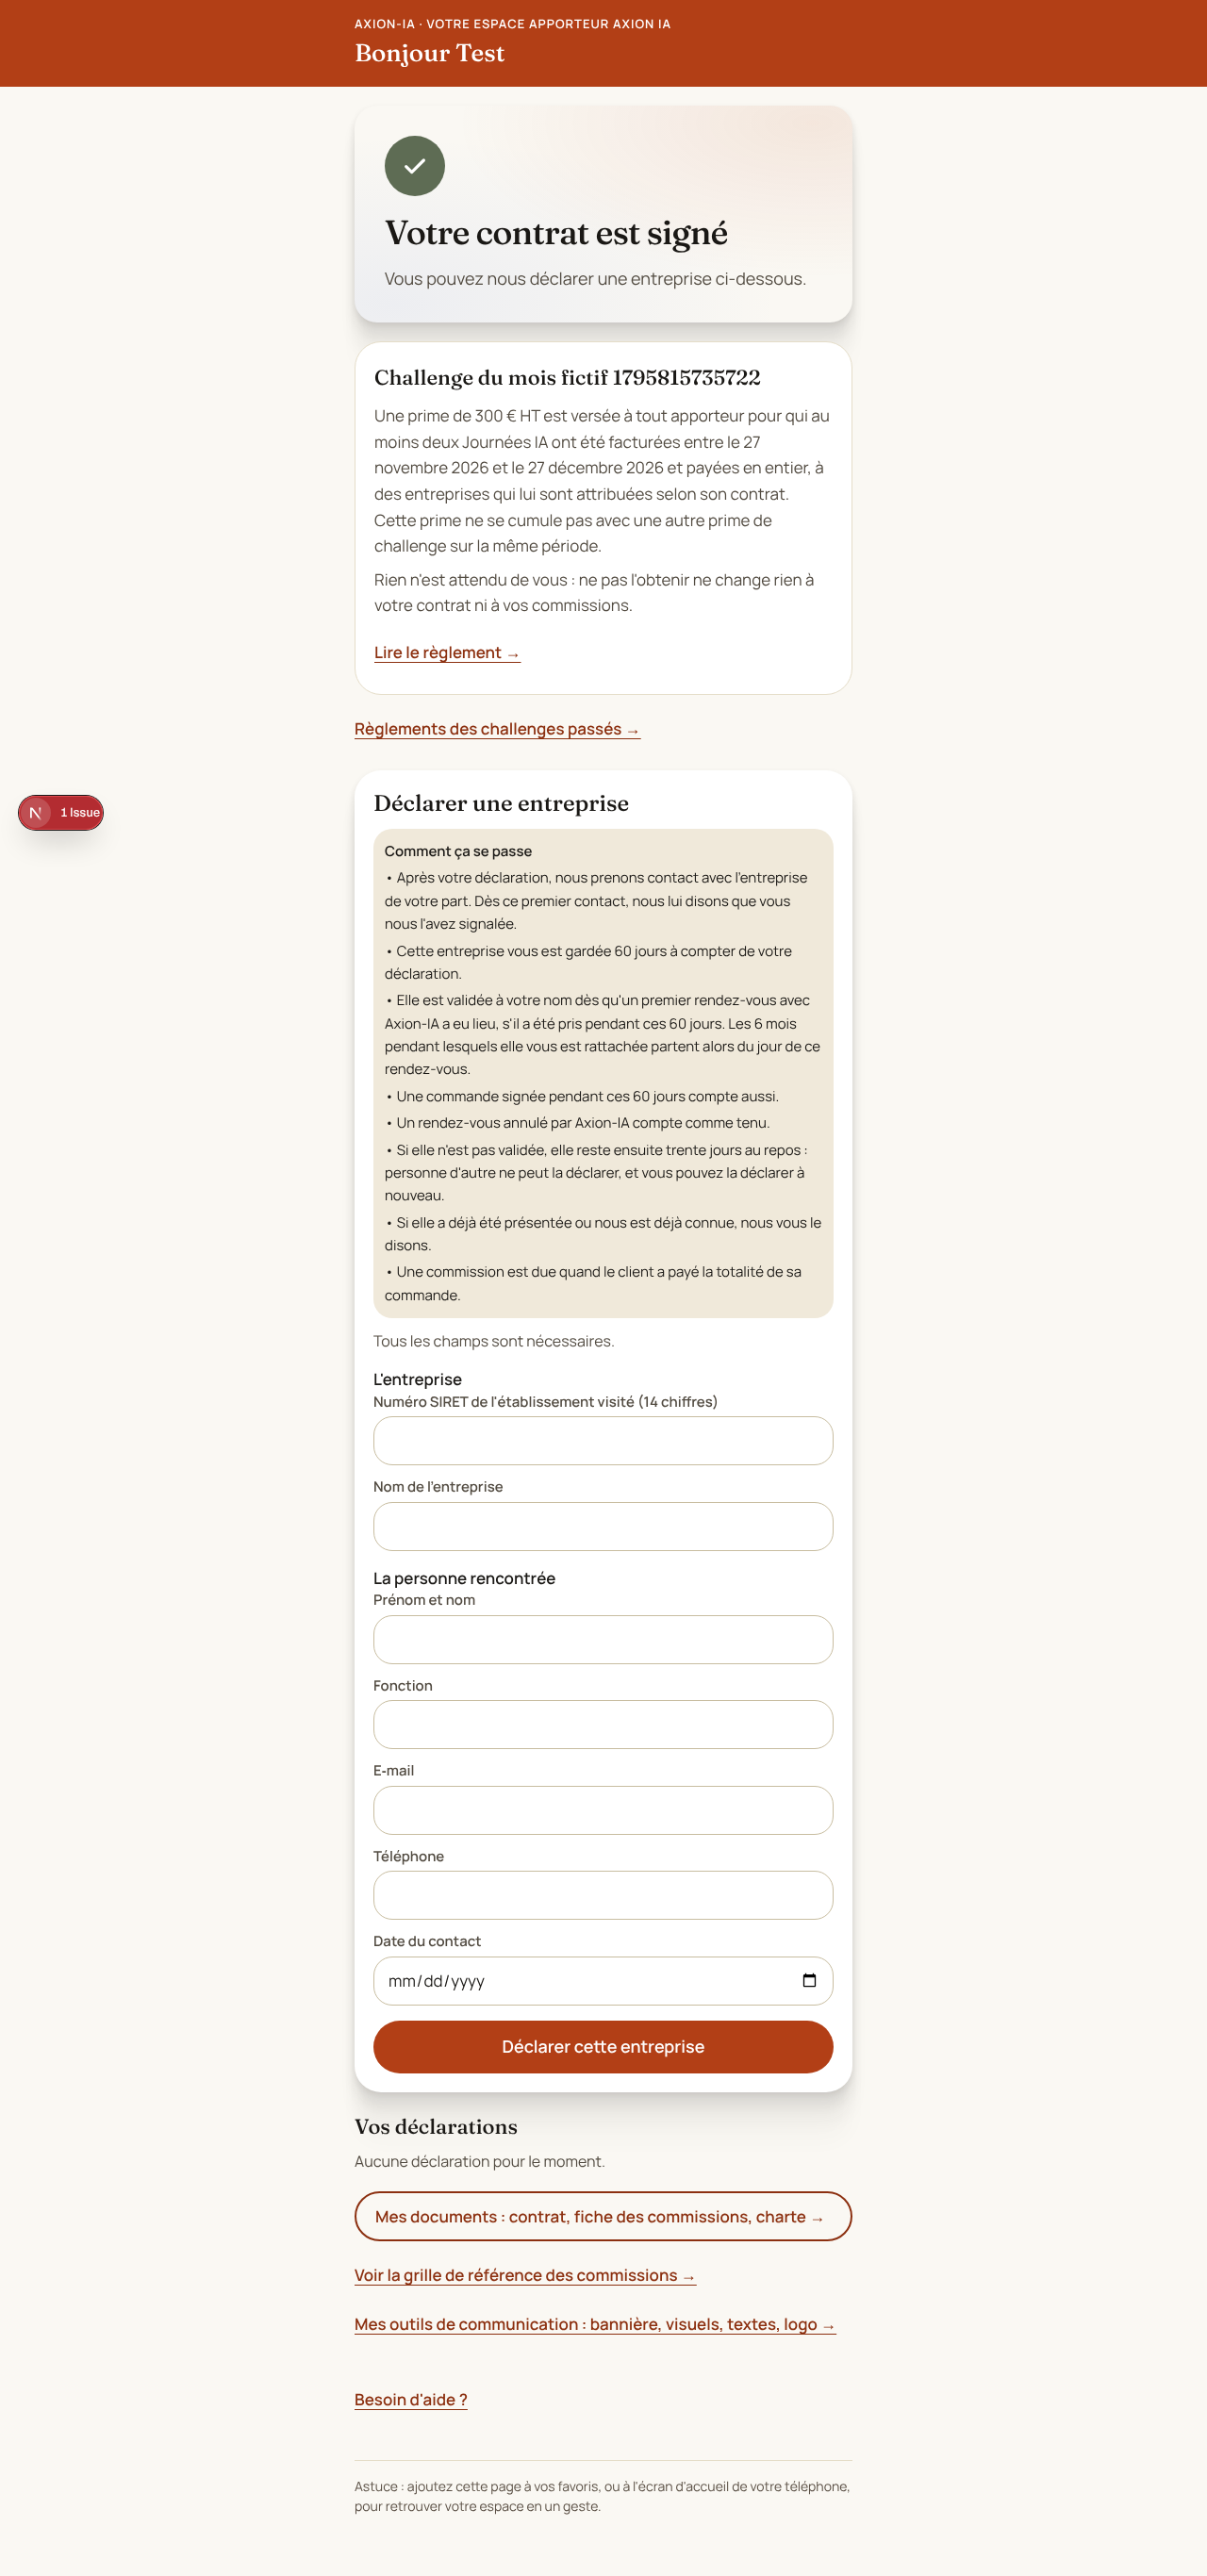 AXION-IA · VOTRE ESPACE APPORTEUR AXION IA
Bonjour Test
Votre contrat est signé
Vous pouvez nous déclarer une entreprise ci-dessous.
Challenge du mois fictif 1795815735722
Une prime de 300 € HT est versée à tout apporteur pour qui au
moins deux Journées IA ont été facturées entre le 27
novembre 2026 et le 27 décembre 2026 et payées en entier, à
des entreprises qui lui sont attribuées selon son contrat.
Cette prime ne se cumule pas avec une autre prime de
challenge sur la même période.
Rien n'est attendu de vous : ne pas l'obtenir ne change rien à
votre contrat ni à vos commissions.
Lire le règlement →
Règlements des challenges passés →
N 1 Issue
Déclarer une entreprise
Comment ça se passe
• Après votre déclaration, nous prenons contact avec l'entreprise
de votre part. Dès ce premier contact, nous lui disons que vous
nous l'avez signalée.
• Cette entreprise vous est gardée 60 jours à compter de votre
déclaration.
• Elle est validée à votre nom dès qu'un premier rendez-vous avec
Axion-IA a eu lieu, s'il a été pris pendant ces 60 jours. Les 6 mois
pendant lesquels elle vous est rattachée partent alors du jour de ce
rendez-vous.
• Une commande signée pendant ces 60 jours compte aussi.
• Un rendez-vous annulé par Axion-IA compte comme tenu.
• Si elle n'est pas validée, elle reste ensuite trente jours au repos :
personne d'autre ne peut la déclarer, et vous pouvez la déclarer à
nouveau.
• Si elle a déjà été présentée ou nous est déjà connue, nous vous le
disons.
• Une commission est due quand le client a payé la totalité de sa
commande.
Tous les champs sont nécessaires.
L'entreprise
Numéro SIRET de l'établissement visité (14 chiffres)
Nom de l'entreprise
La personne rencontrée
Prénom et nom
Fonction
E-mail
Téléphone
Date du contact
mm/dd/yyyy
Déclarer cette entreprise
Vos déclarations
Aucune déclaration pour le moment.
Mes documents : contrat, fiche des commissions, charte →
Voir la grille de référence des commissions →
Mes outils de communication : bannière, visuels, textes, logo →
Besoin d'aide ?
Astuce : ajoutez cette page à vos favoris, ou à l'écran d'accueil de votre téléphone,
pour retrouver votre espace en un geste.